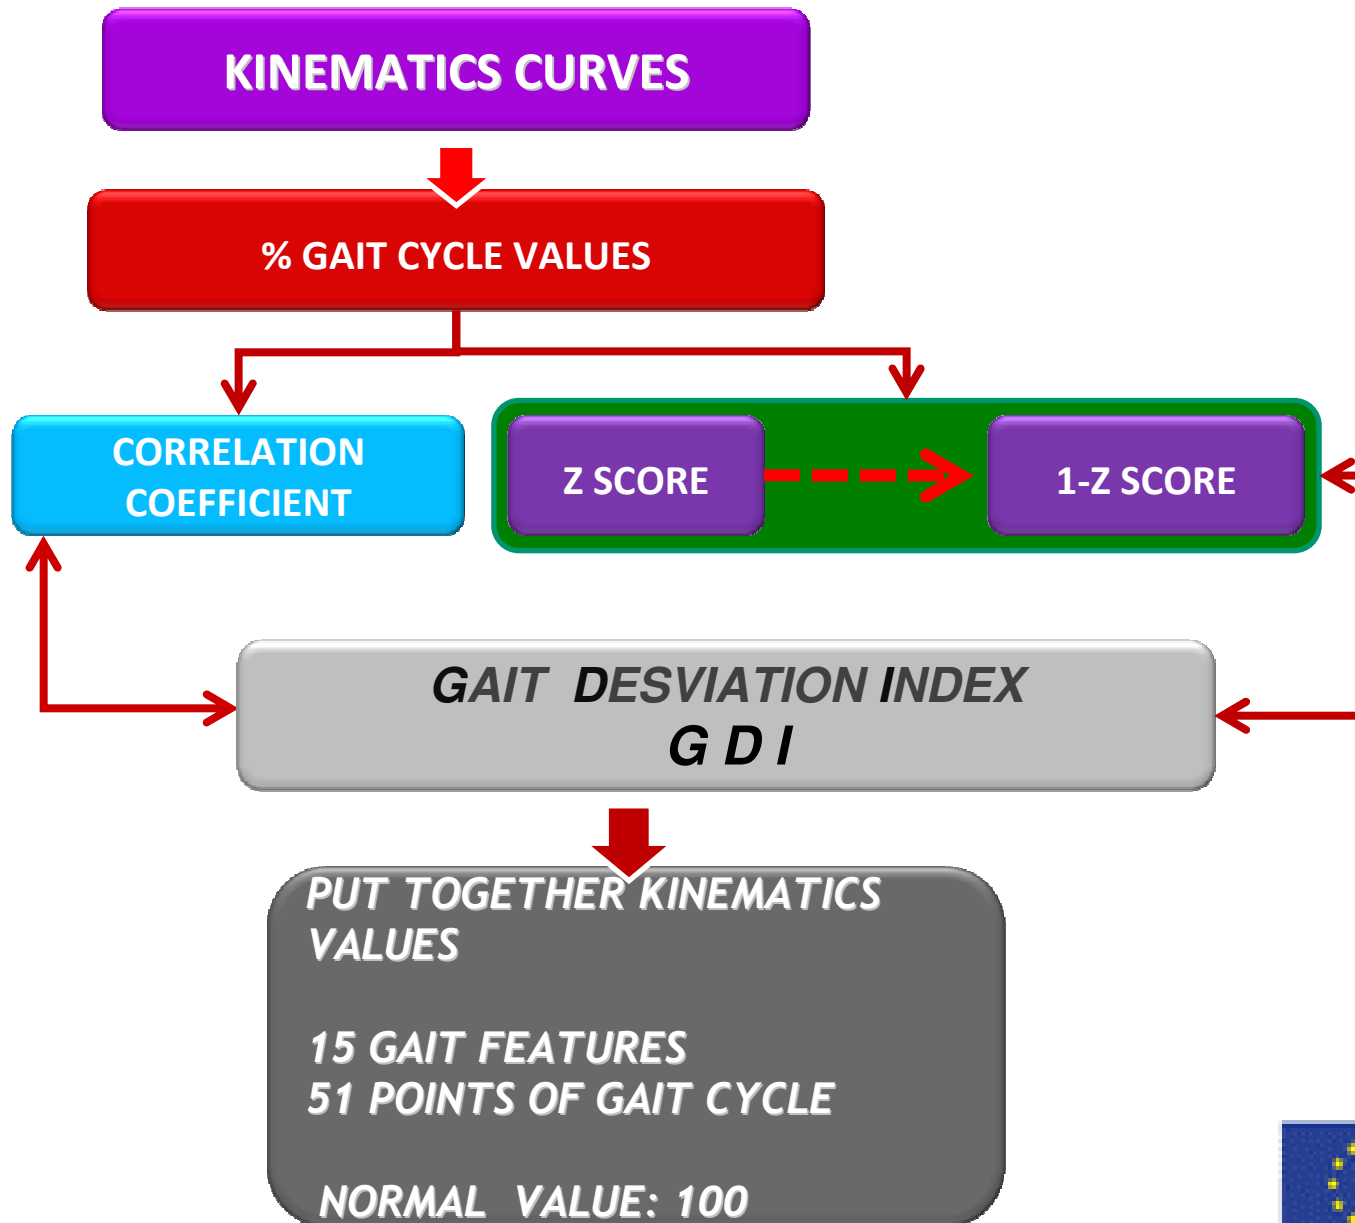 KINEMATICS CURVES
% GAIT CYCLE VALUES
CORRELATION
COEFFICIENT
Z SCORE
1-Z SCORE
GAIT DESVIATION INDEX
G D I
PUT TOGETHER KINEMATICS
VALUES
15 GAIT FEATURES
51 POINTS OF GAIT CYCLE
NORMAL VALUE: 100